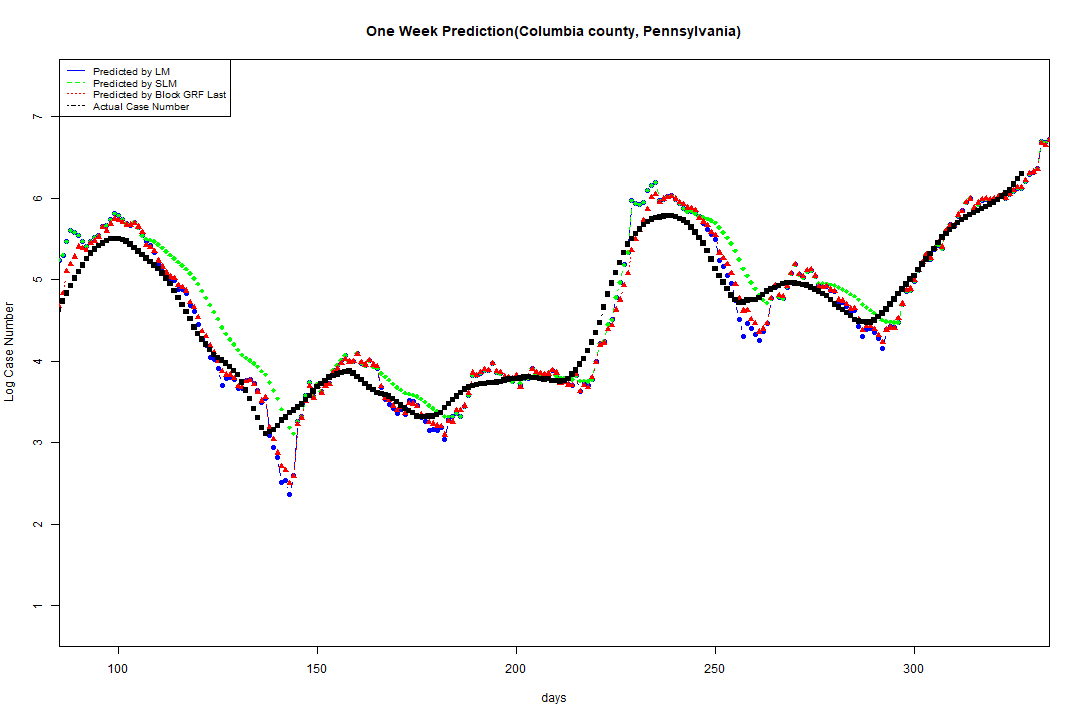 One Week Prediction(Columbia county, Pennsylvania)
Predicted by LM
Predicted by SLM
Predicted by Block GRF Last
Actual Case Number
Log Case Number
7
6
5
4
3
2
1
100 150 200 250 300
days